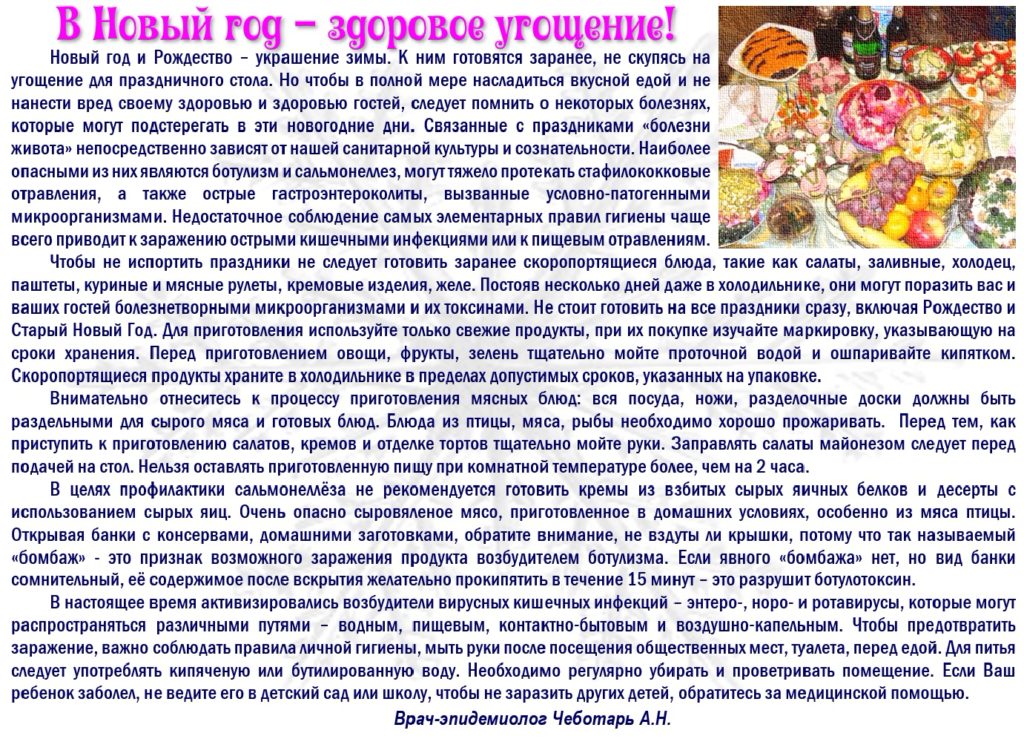 В Новый год – здоровое угощение!
Новый год и Рождество – украшение зимы. К ним готовятся заранее, не скупясь на
угощение для праздничного стола. Но чтобы в полной мере насладиться вкусной едой и не
нанести вред своему здоровью и здоровью гостей, следует помнить о некоторых болезнях,
которые могут подстерегать в эти новогодние дни. Связанные с праздниками «болезни
живота» непосредственно зависят от нашей санитарной культуры и сознательности. Наиболее
опасными из них являются ботулизм и сальмонеллез, могут тяжело протекать стафилококковые
отравления, а также острые гастроэнтероколиты, вызванные условно-патогенными
микроорганизмами. Недостаточное соблюдение самых элементарных правил гигиены чаще
всего приводит к заражению острыми кишечными инфекциями или к пищевым отравлениям.
Чтобы не испортить праздники не следует готовить заранее скоропортящиеся блюда, такие как салаты, заливные, холодец,
паштеты, куриные и мясные рулеты, кремовые изделия, желе. Постояв несколько дней даже в холодильнике, они могут поразить вас и
ваших гостей болезнетворными микроорганизмами и их токсинами. Не стоит готовить на все праздники сразу, включая Рождество и
Старый Новый Год. Для приготовления используйте только свежие продукты, при их покупке изучайте маркировку, указывающую на
сроки хранения. Перед приготовлением овощи, фрукты, зелень тщательно мойте проточной водой и ошпаривайте кипятком.
Скоропортящиеся продукты храните в холодильнике в пределах допустимых сроков, указанных на упаковке.
Внимательно отнеситесь к процессу приготовления мясных блюд: вся посуда, ножи, разделочные доски должны быть
раздельными для сырого мяса и готовых блюд. Блюда из птицы, мяса, рыбы необходимо хорошо прожаривать. Перед тем, как
приступить к приготовлению салатов, кремов и отделке тортов тщательно мойте руки. Заправлять салаты майонезом следует перед
подачей на стол. Нельзя оставлять приготовленную пищу при комнатной температуре более, чем на 2 часа.
В целях профилактики сальмонеллёза не рекомендуется готовить кремы из взбитых сырых яичных белков и десерты с
использованием сырых яиц. Очень опасно сыровяленое мясо, приготовленное в домашних условиях, особенно из мяса птицы.
Открывая банки с консервами, домашними заготовками, обратите внимание, не вздуты ли крышки, потому что так называемый
«бомбаж» - это признак возможного заражения продукта возбудителем ботулизма. Если явного «бомбажа» нет, но вид банки
сомнительный, её содержимое после вскрытия желательно прокипятить в течение 15 минут – это разрушит ботулотоксин.
В настоящее время активизировались возбудители вирусных кишечных инфекций – энтеро-, норо- и ротавирусы, которые могут
распространяться различными путями – водным, пищевым, контактно-бытовым и воздушно-капельным. Чтобы предотвратить
заражение, важно соблюдать правила личной гигиены, мыть руки после посещения общественных мест, туалета, перед едой. Для питья
следует употреблять кипяченую или бутилированную воду. Необходимо регулярно убирать и проветривать помещение. Если Ваш
ребенок заболел, не ведите его в детский сад или школу, чтобы не заразить других детей, обратитесь за медицинской помощью.
Врач-эпидемиолог Чеботарь А.Н.